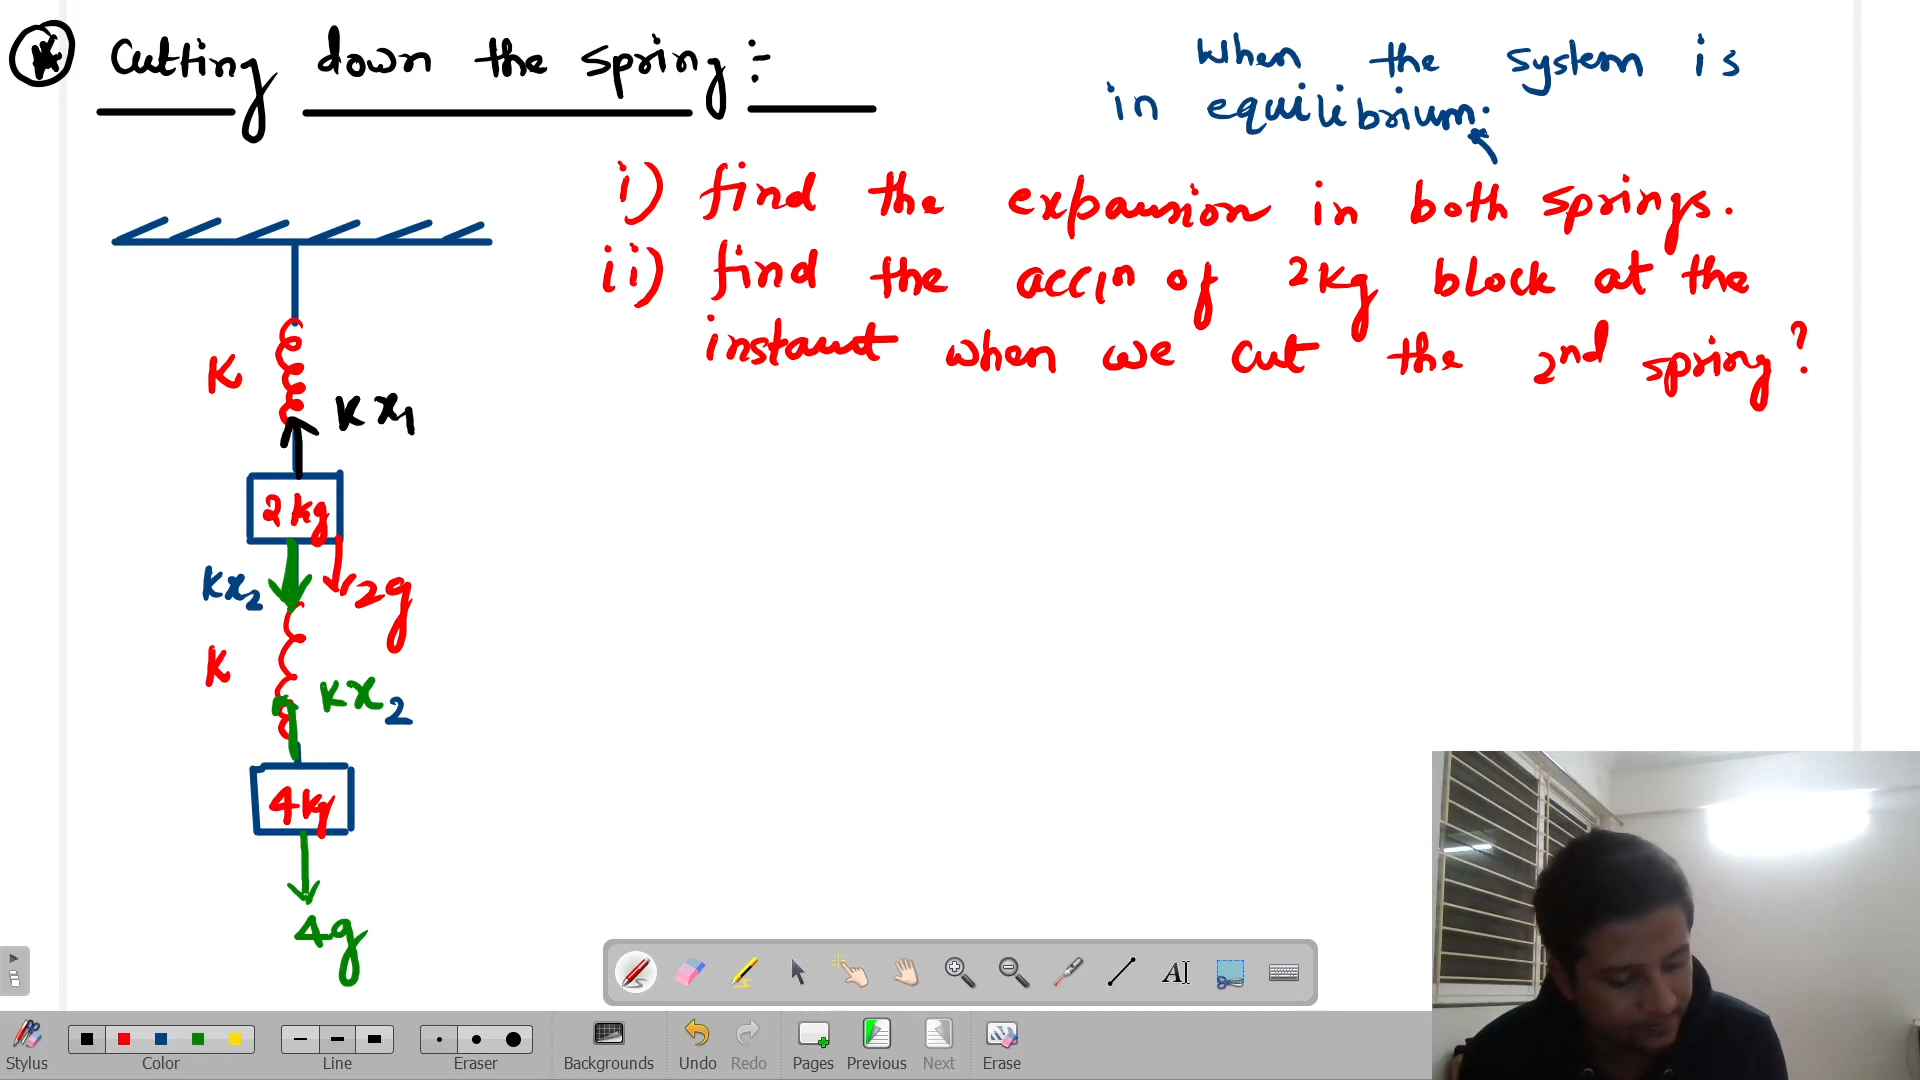 Cutting down the spring :-
When the system is
in equilibrium.
i) find the expansion in both springs.
ii) find the accln of 2kg block at the
instant when we cut the 2nd spring?
K
Kx1
2kg
Kx2
2g
K
Kx2
4kg
4g
Stylus
Color
Line
Eraser
Backgrounds
Undo
Redo
Pages
Previous
Next
Erase